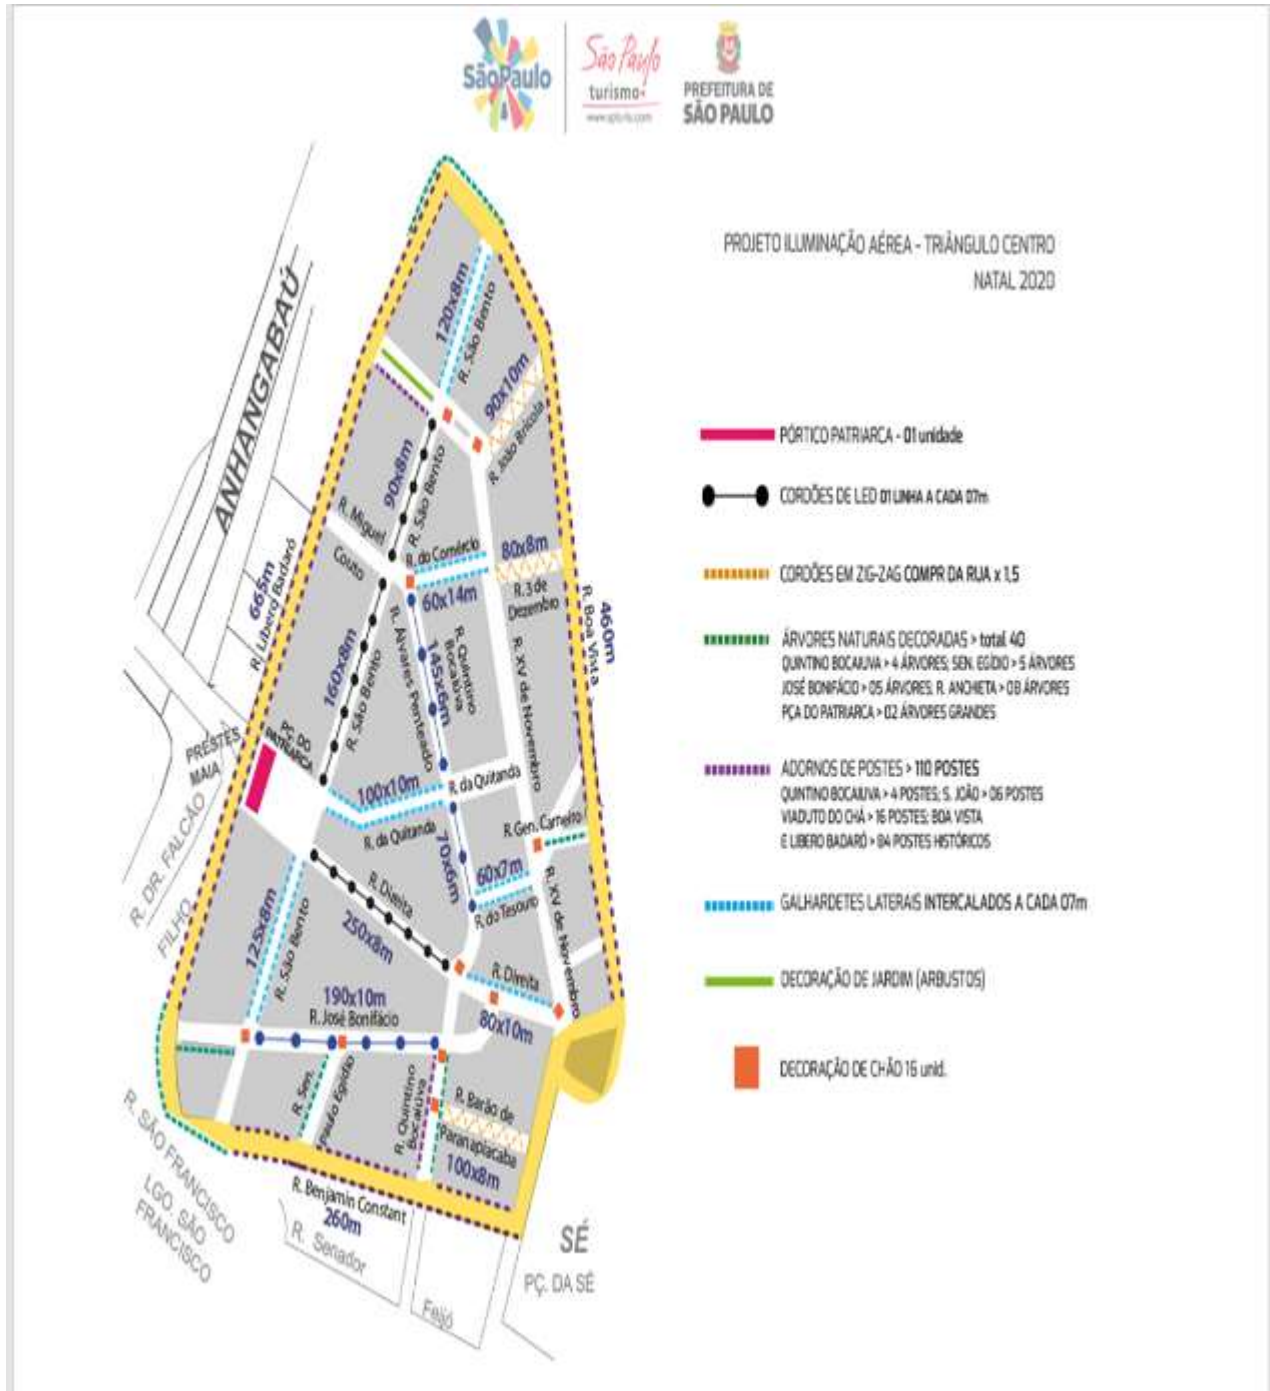 SãoPaulo
São Paulo
turismo
PREFEITURA DE
SÃO PAULO
PROJETO ILUMINAÇÃO AÉREA - TRIÂNGULO CENTRO
NATAL 2020
PÓRTICO PATRIARCA - 01 unidade
CORDÕES DE LED 01 LINHA A CADA 07m
CORDÕES EM ZIG-ZAG COMPR DA RUA x 1,5
ÁRVORES NATURAIS DECORADAS > total 40
QUINTINO BOCAIUVA > 4 ÁRVORES; SEN. EGÍDIO > 5 ÁRVORES
JOSÉ BONIFÁCIO > 05 ÁRVORES; R. ANCHIETA > 08 ÁRVORES
PÇA DO PATRIARCA > 02 ÁRVORES GRANDES
ADORNOS DE POSTES > 110 POSTES
QUINTINO BOCAIUVA > 4 POSTES; S. JOÃO > 06 POSTES
VIADUTO DO CHÁ > 16 POSTES; BOA VISTA
E LIBERO BADARÓ > 84 POSTES HISTÓRICOS
GALHARDETES LATERAIS INTERCALADOS A CADA 07m
DECORAÇÃO DE JARDIM (ARBUSTOS)
DECORAÇÃO DE CHÃO 16 unid.
ANHANGABAÚ
120x8m
R. São Bento
90x10m
R. João Brícola
90x8m
R. São Bento
R. Miguel
Couto
R. do Comércio
60x14m
80x8m
R. 3 de
Dezembro
665m
R. Líbero Badaró
460m
R. Boa Vista
160x8m
R. São Bento
R. Álvares Penteado
145x6m
R. Quintino
Bocaiúva
R. XV de Novembro
PRESTES
MAIA
PÇ. DO
PATRIARCA
100x10m
R. da Quitanda
R. da Quitanda
R. Gen. Carneiro
70x6m
60x7m
R. do Tesouro
R. XV de Novembro
R. DR. FALCÃO
FILHO
R. Direita
250x8m
125x8m
R. São Bento
R. Direita
80x10m
190x10m
R. José Bonifácio
R. Sen.
paulo Egídio
R. Quintino
Bocaiúva
R. Barão de
Paranapiacaba
100x8m
R. SÃO FRANCISCO
LGO. SÃO
FRANCISCO
R. Benjamin Constant
260m
R. Senador
Feijó
SÉ
PÇ. DA SÉ